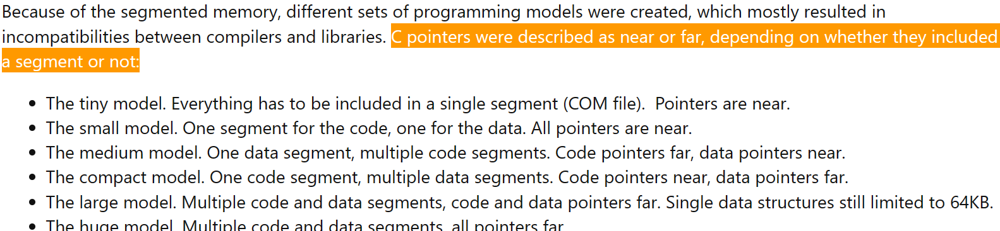 Because of the segmented memory, different sets of programming models were created, which mostly resulted in
incompatibilities between compilers and libraries. C pointers were described as near or far, depending on whether they included
a segment or not:
• The tiny model. Everything has to be included in a single segment (COM file).  Pointers are near.
• The small model. One segment for the code, one for the data. All pointers are near.
• The medium model. One data segment, multiple code segments. Code pointers far, data pointers near.
• The compact model. One code segment, multiple data segments. Code pointers near, data pointers far.
• The large model. Multiple code and data segments, code and data pointers far. Single data structures still limited to 64KB.
• The huge model. Multiple code and data segments, all pointers far